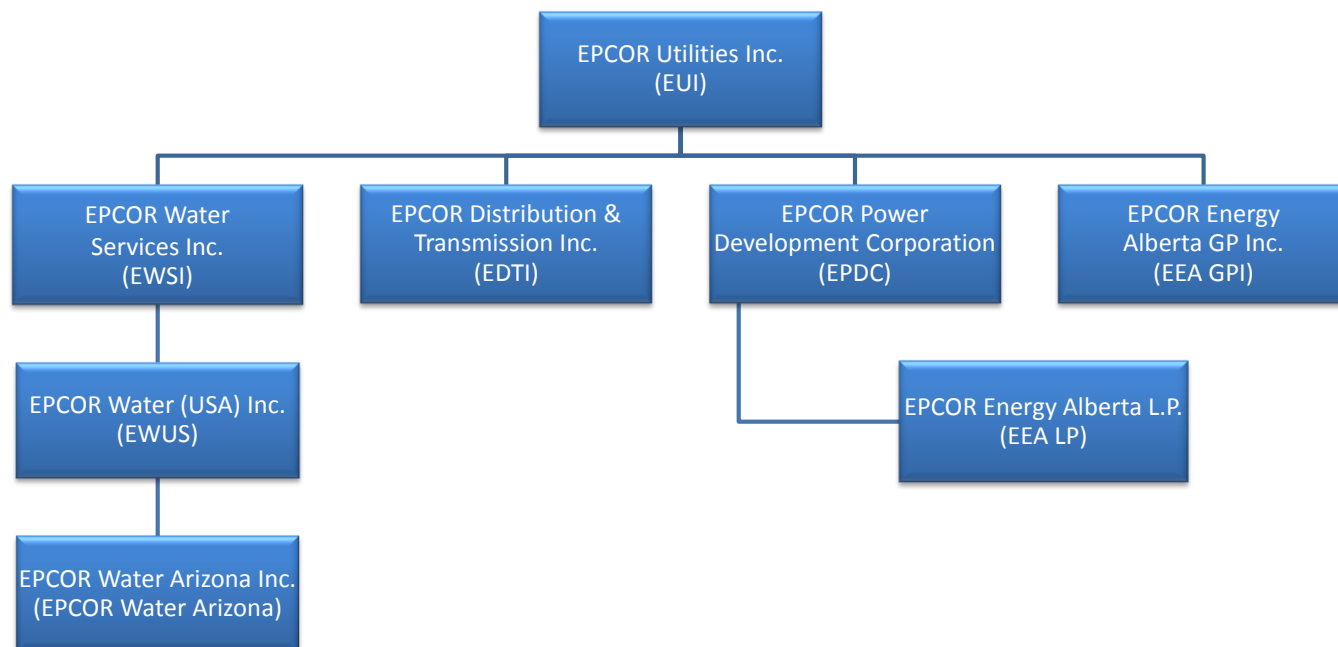 EPCOR Utilities Inc.
(EUI)
EPCOR Water
Services Inc.
(EWSI)
EPCOR Distribution &
Transmission Inc.
(EDTI)
EPCOR Power
Development Corporation
(EPDC)
EPCOR Energy
Alberta GP Inc.
(EEA GPI)
EPCOR Water (USA) Inc.
(EWUS)
EPCOR Energy Alberta L.P.
(EEA LP)
EPCOR Water Arizona Inc.
(EPCOR Water Arizona)